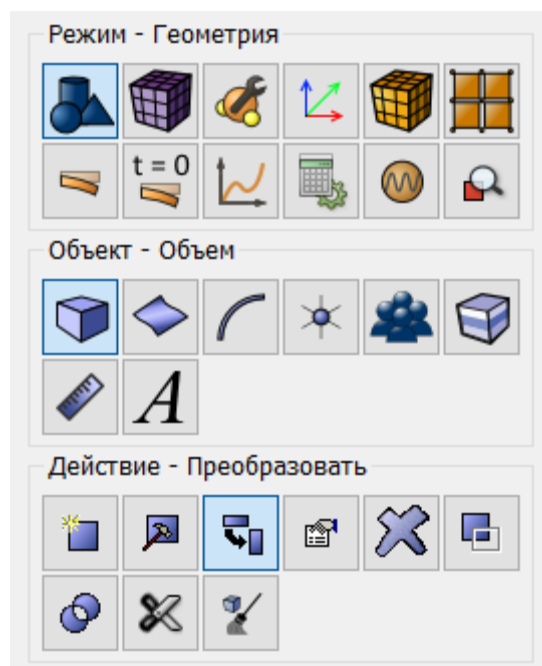 Режим - Геометрия
t = 0
Объект - Объем
A
Действие - Преобразовать